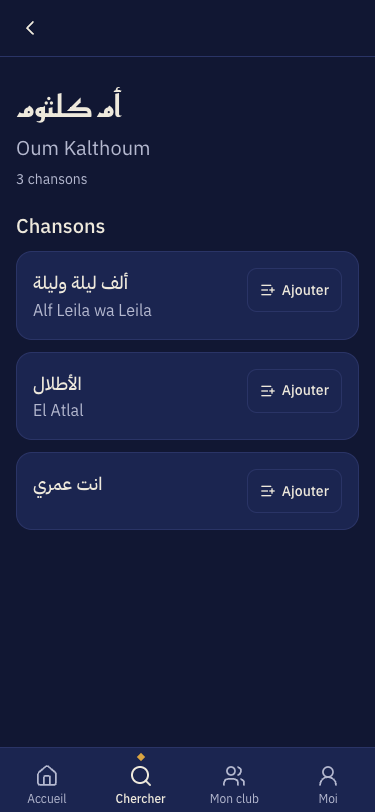 أم كلثوم
Oum Kalthoum
3 chansons
Chansons
ألف ليلة وليلة
Ajouter
Alf Leila wa Leila
الأطلال
Ajouter
El Atlal
انت عمري
Ajouter
Accueil
Chercher
Mon club
Moi